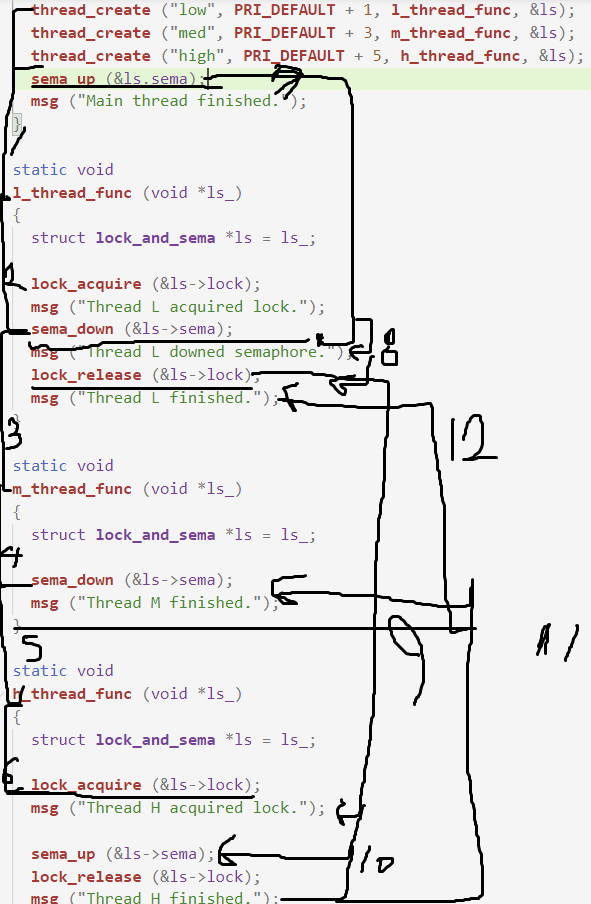 thread_create ("low", PRI_DEFAULT + 1, l_thread_func, &ls);
thread_create ("med", PRI_DEFAULT + 3, m_thread_func, &ls);
thread_create ("high", PRI_DEFAULT + 5, h_thread_func, &ls);
sema_up (&ls.sema);
msg ("Main thread finished.");
}
static void
l_thread_func (void *ls_)
{
struct lock_and_sema *ls = ls_;
lock_acquire (&ls->lock);
msg ("Thread L acquired lock.");
sema_down (&ls->sema);
msg ("Thread L downed semaphore.");
8
lock_release (&ls->lock);
msg ("Thread L finished.");
}
12
3
static void
m_thread_func (void *ls_)
{
struct lock_and_sema *ls = ls_;
4
sema_down (&ls->sema);
msg ("Thread M finished.");
}
5
9
11
static void
h_thread_func (void *ls_)
{
struct lock_and_sema *ls = ls_;
6
lock_acquire (&ls->lock);
msg ("Thread H acquired lock.");
sema_up (&ls->sema);
10
lock_release (&ls->lock);
msg ("Thread H finished.");